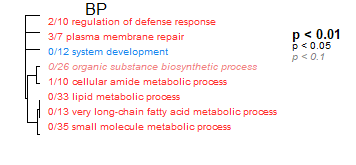 BP
2/10 regulation of defense response
3/7 plasma membrane repair
0/12 system development
0/26 organic substance biosynthetic process
1/10 cellular amide metabolic process
0/33 lipid metabolic process
0/13 very long-chain fatty acid metabolic process
0/35 small molecule metabolic process
p < 0.01
p < 0.05
p < 0.1